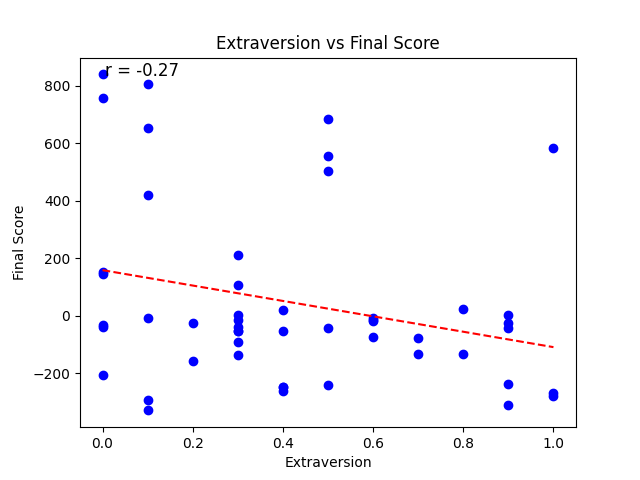 Extraversion vs Final Score
r = -0.27
Final Score
800
600
400
200
0
−200
0.0 0.2 0.4 0.6 0.8 1.0
Extraversion